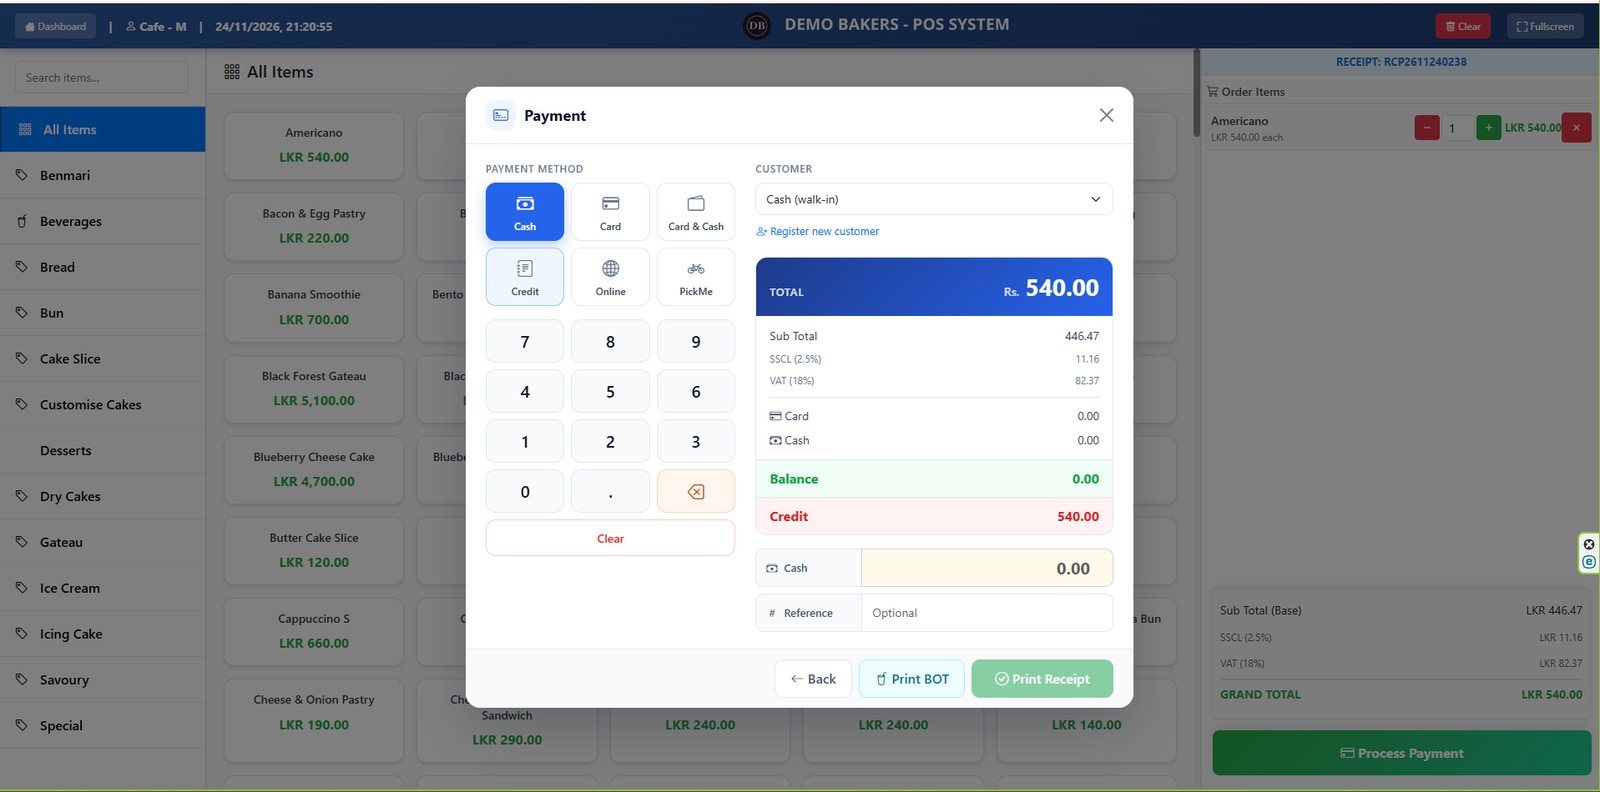 Dashboard | Cafe - M | 24/11/2026, 21:20:55
DB DEMO BAKERS - POS SYSTEM
Clear
Fullscreen
Search items...
All Items
Benmari
Beverages
Bread
Bun
Cake Slice
Customise Cakes
Desserts
Dry Cakes
Gateau
Ice Cream
Icing Cake
Savoury
Special
All Items
Americano
LKR 540.00
Bacon & Egg Pastry
LKR 220.00
Banana Smoothie
LKR 700.00
Bento
Black Forest Gateau
LKR 5,100.00
Blueberry Cheese Cake
LKR 4,700.00
Butter Cake Slice
LKR 120.00
Cappuccino S
LKR 660.00
Bun
Cheese & Onion Pastry
LKR 190.00
Sandwich
LKR 290.00
LKR 240.00
LKR 240.00
LKR 140.00
Payment
PAYMENT METHOD
Cash
Card
Card & Cash
Credit
Online
PickMe
7 8 9
4 5 6
1 2 3
0 .
Clear
CUSTOMER
Cash (walk-in)
Register new customer
TOTAL Rs. 540.00
Sub Total 446.47
SSCL (2.5%) 11.16
VAT (18%) 82.37
Card 0.00
Cash 0.00
Balance 0.00
Credit 540.00
Cash 0.00
# Reference Optional
Back
Print BOT
Print Receipt
RECEIPT: RCP2611240238
Order Items
Americano
LKR 540.00 each
− 1 + LKR 540.00 ×
Sub Total (Base) LKR 446.47
SSCL (2.5%) LKR 11.16
VAT (18%) LKR 82.37
GRAND TOTAL LKR 540.00
Process Payment